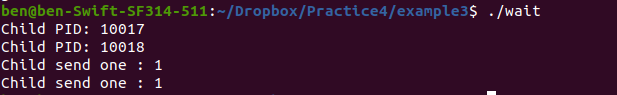 ben@ben-Swift-SF314-511:~/Dropbox/Practice4/example3$ ./wait
Child PID: 10017
Child PID: 10018
Child send one : 1
Child send one : 1